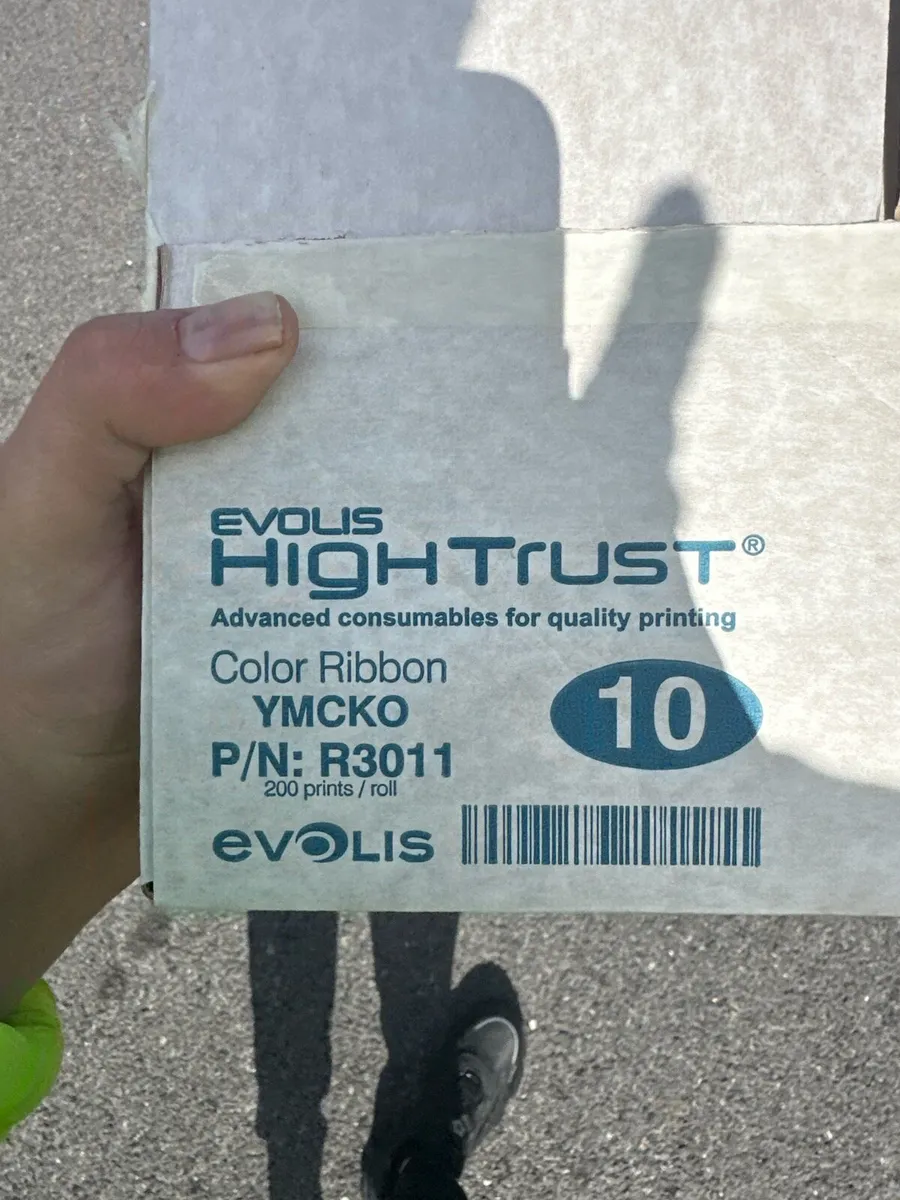 EVOLIS
HIGHTRUST®
Advanced consumables for quality printing
Color Ribbon
YMCKO
10
P/N: R3011
200 prints / roll
evolis